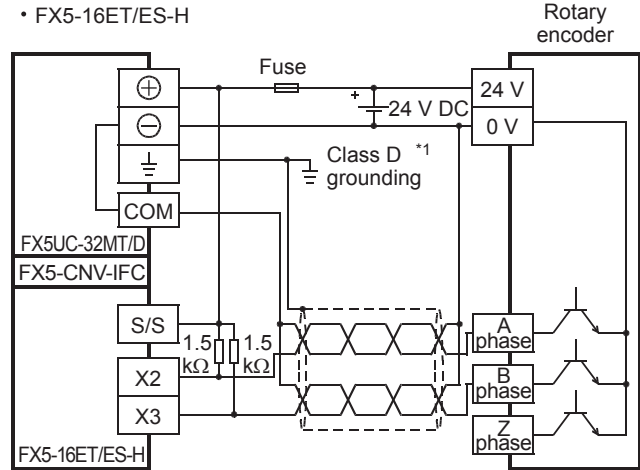 • FX5-16ET/ES-H
Rotary
encoder
Fuse
⊕
24 V
+
24 V DC
⊖
0 V
Class D *1
grounding
COM
FX5UC-32MT/D
FX5-CNV-IFC
S/S
1.5
kΩ
1.5
kΩ
X2
X3
FX5-16ET/ES-H
A
phase
B
phase
Z
phase